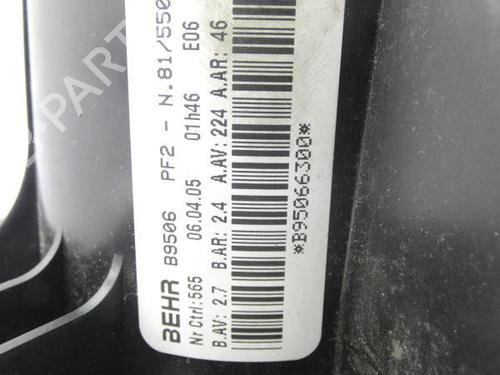 BEHR B9506 PF2 - N.81/550
Nr Ctrl:565 06.04.05 01h46 E06
B.AV: 2.7 B.AR: 2.4 A.AV: 224 A.AR: 46
*B95066300*